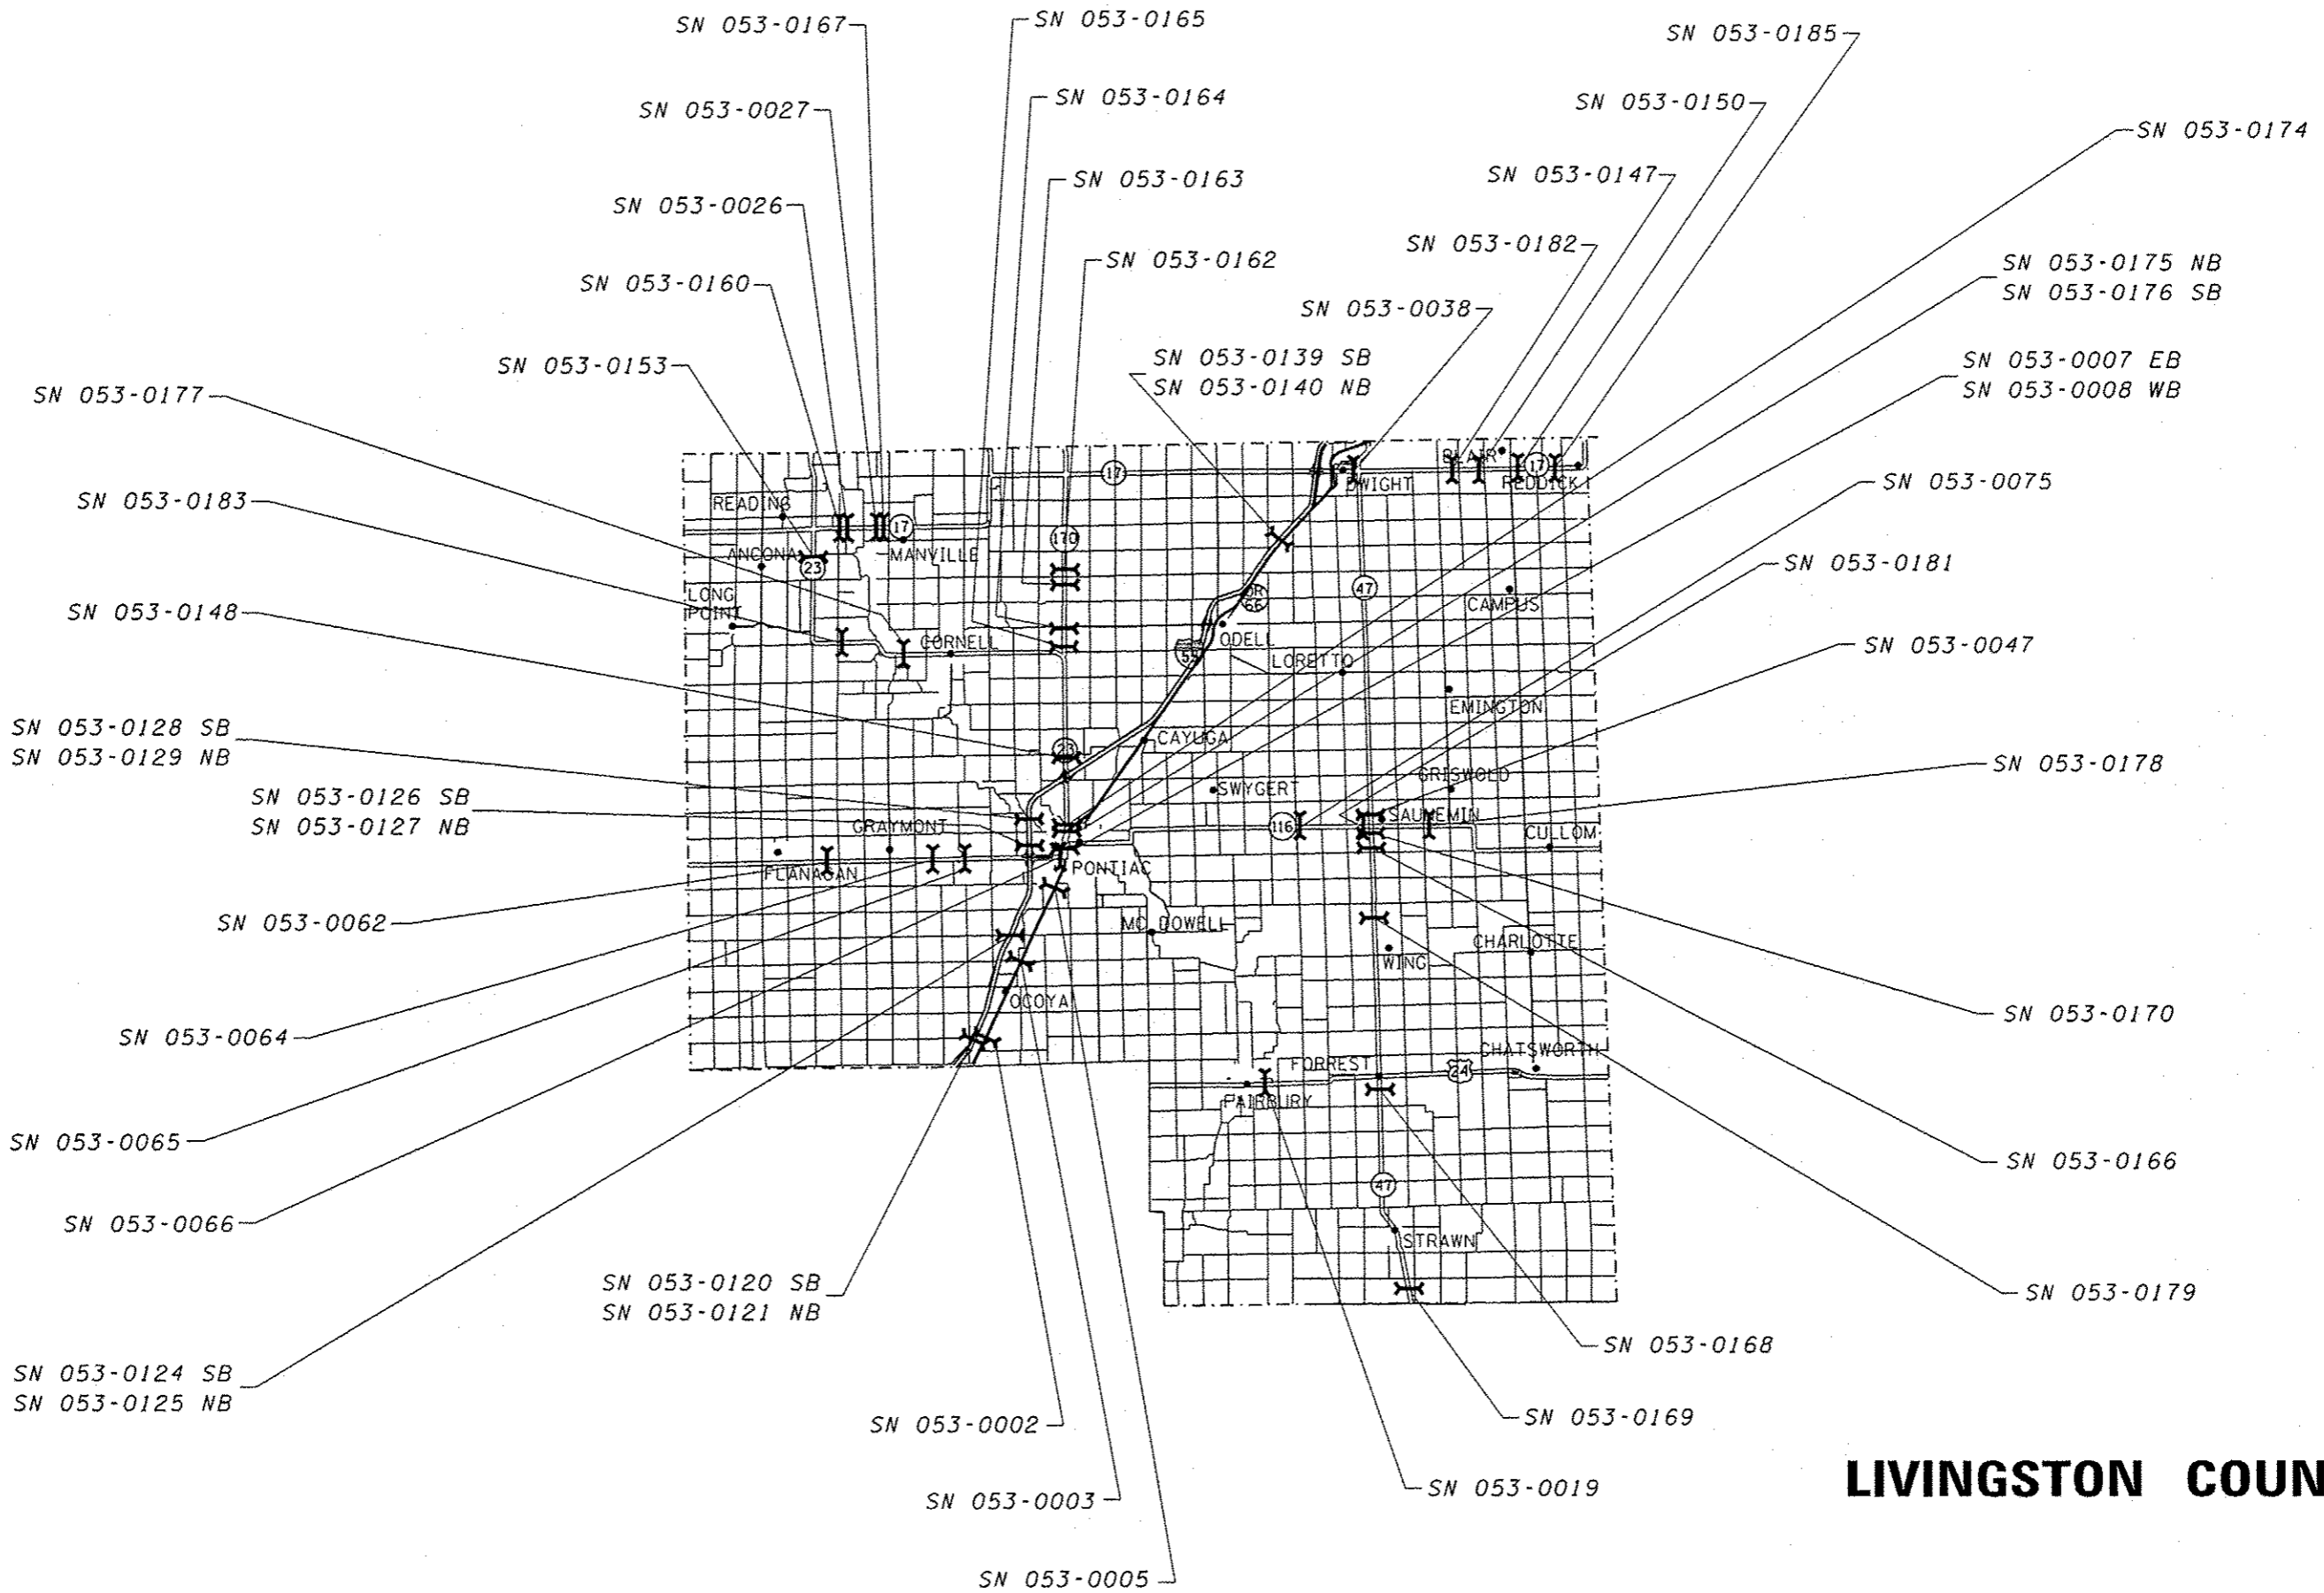 SN 053-0167
SN 053-0165
SN 053-0185
SN 053-0027
SN 053-0164
SN 053-0150
SN 053-0174
SN 053-0026
SN 053-0163
SN 053-0147
SN 053-0160
SN 053-0162
SN 053-0182
SN 053-0175 NB
SN 053-0176 SB
SN 053-0038
SN 053-0153
SN 053-0139 SB
SN 053-0140 NB
SN 053-0007 EB
SN 053-0008 WB
SN 053-0177
SN 053-0183
SN 053-0075
SN 053-0148
SN 053-0181
SN 053-0047
SN 053-0128 SB
SN 053-0129 NB
SN 053-0178
SN 053-0126 SB
SN 053-0127 NB
17
BLAIR
17
DWIGHT
REDDICK
READING
17
MANVILLE
170
ANCONA
23
LONG
POINT
47
CAMPUS
66
ODELL
CORNELL
55
LORETTO
EMINGTON
23
CAYUGA
GRISWOLD
SWYGERT
116
SAUNEMIN
CULLOM
GRAYMONT
FLANAGAN
PONTIAC
MC DOWELL
CHARLOTTE
WING
OCOYA
FORREST
24
CHATSWORTH
FAIRBURY
47
STRAWN
SN 053-0062
SN 053-0064
SN 053-0170
SN 053-0065
SN 053-0166
SN 053-0066
SN 053-0120 SB
SN 053-0121 NB
SN 053-0179
SN 053-0168
SN 053-0124 SB
SN 053-0125 NB
SN 053-0002
SN 053-0169
SN 053-0003
SN 053-0019
LIVINGSTON COUN
SN 053-0005